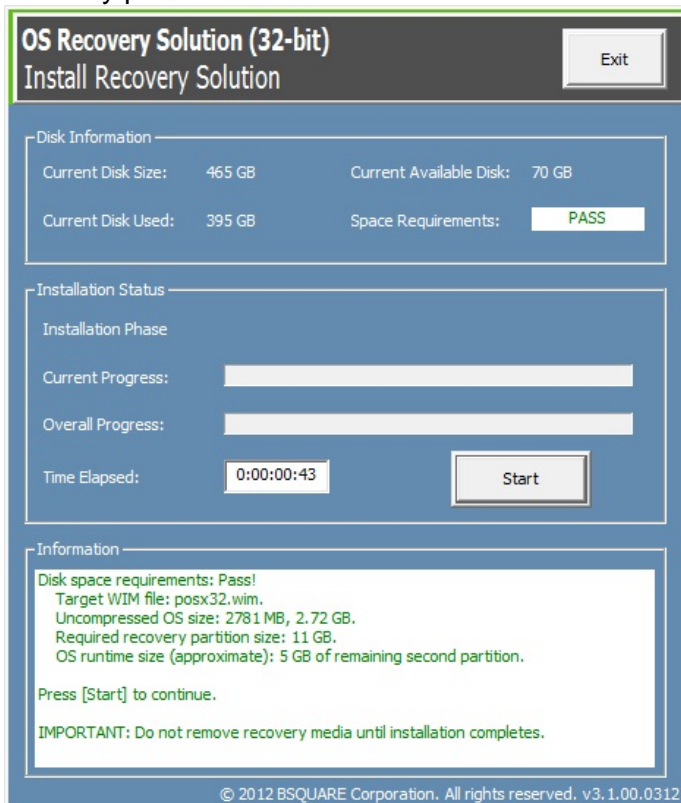 OS Recovery Solution (32-bit)
Install Recovery Solution
Exit
Disk Information
Current Disk Size: 465 GB Current Available Disk: 70 GB
Current Disk Used: 395 GB Space Requirements: PASS
Installation Status
Installation Phase
Current Progress:
Overall Progress:
Time Elapsed: 0:00:00:43 Start
Information
Disk space requirements: Pass!
Target WIM file: posx32.wim.
Uncompressed OS size: 2781 MB, 2.72 GB.
Required recovery partition size: 11 GB.
OS runtime size (approximate): 5 GB of remaining second partition.
Press [Start] to continue.
IMPORTANT: Do not remove recovery media until installation completes.
© 2012 BSQUARE Corporation. All rights reserved. v3.1.00.0312